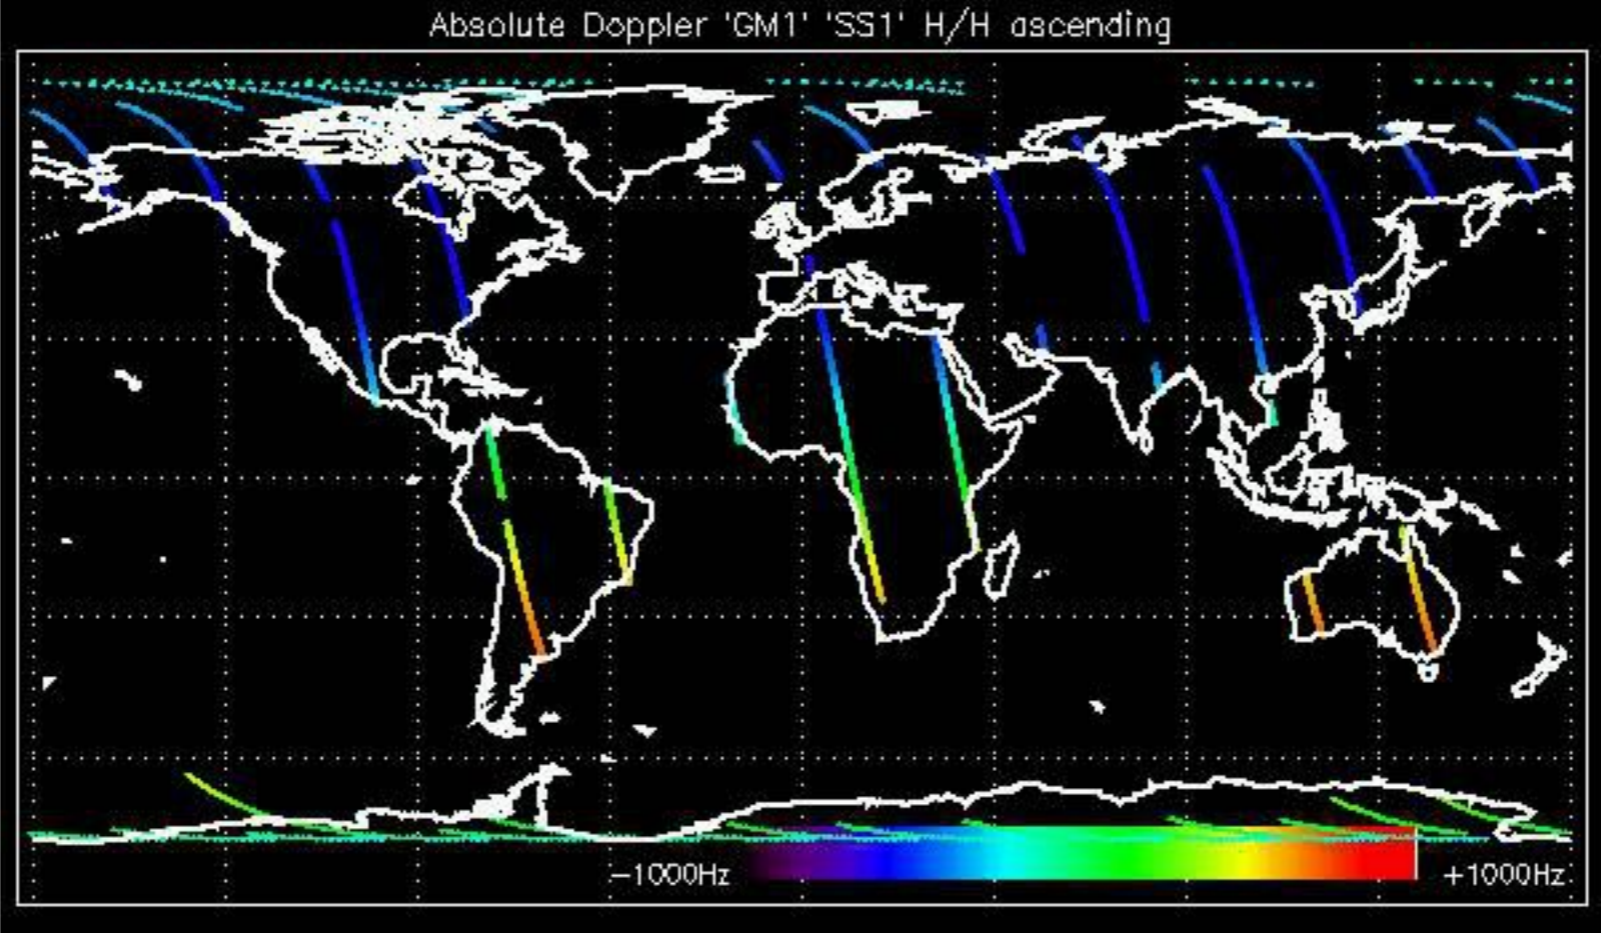 Absolute Doppler 'GM1' 'SS1' H/H ascending
-1000Hz +1000Hz